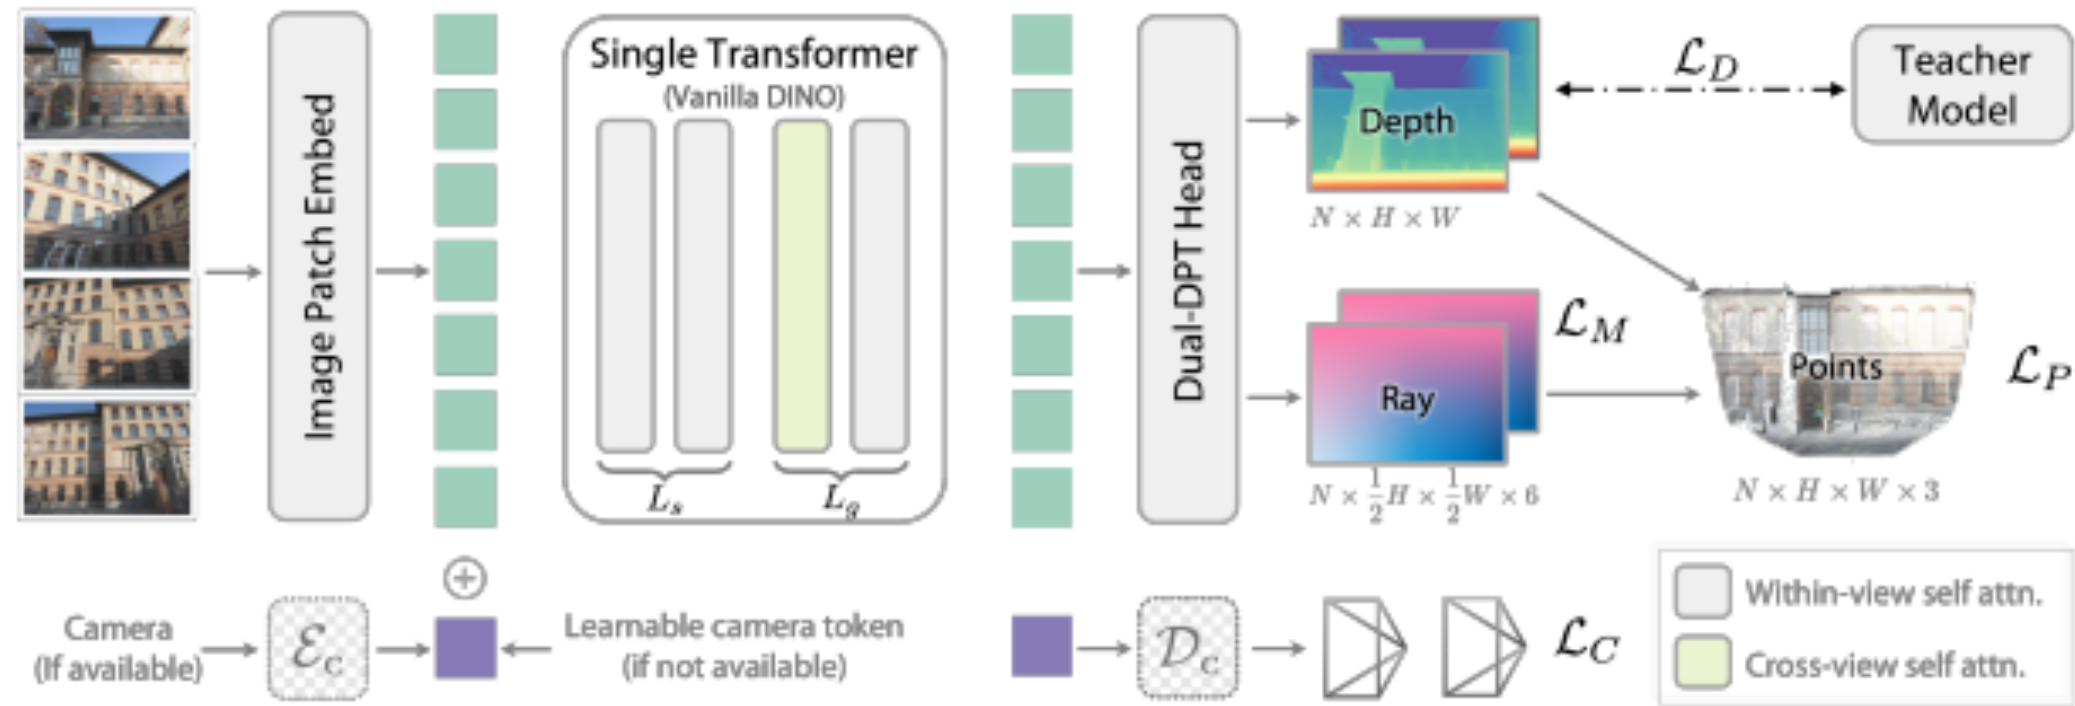 Image Patch Embed
Single Transformer
(Vanilla DINO)
L_s
L_g
Dual-DPT Head
Depth
N × H × W
ℒ_D
Teacher
Model
Ray
ℒ_M
N × 1/2 H × 1/2 W × 6
Points
ℒ_P
N × H × W × 3
Camera
(If available)
ℰ_C
Learnable camera token
(if not available)
𝒟_C
ℒ_C
Within-view self attn.
Cross-view self attn.